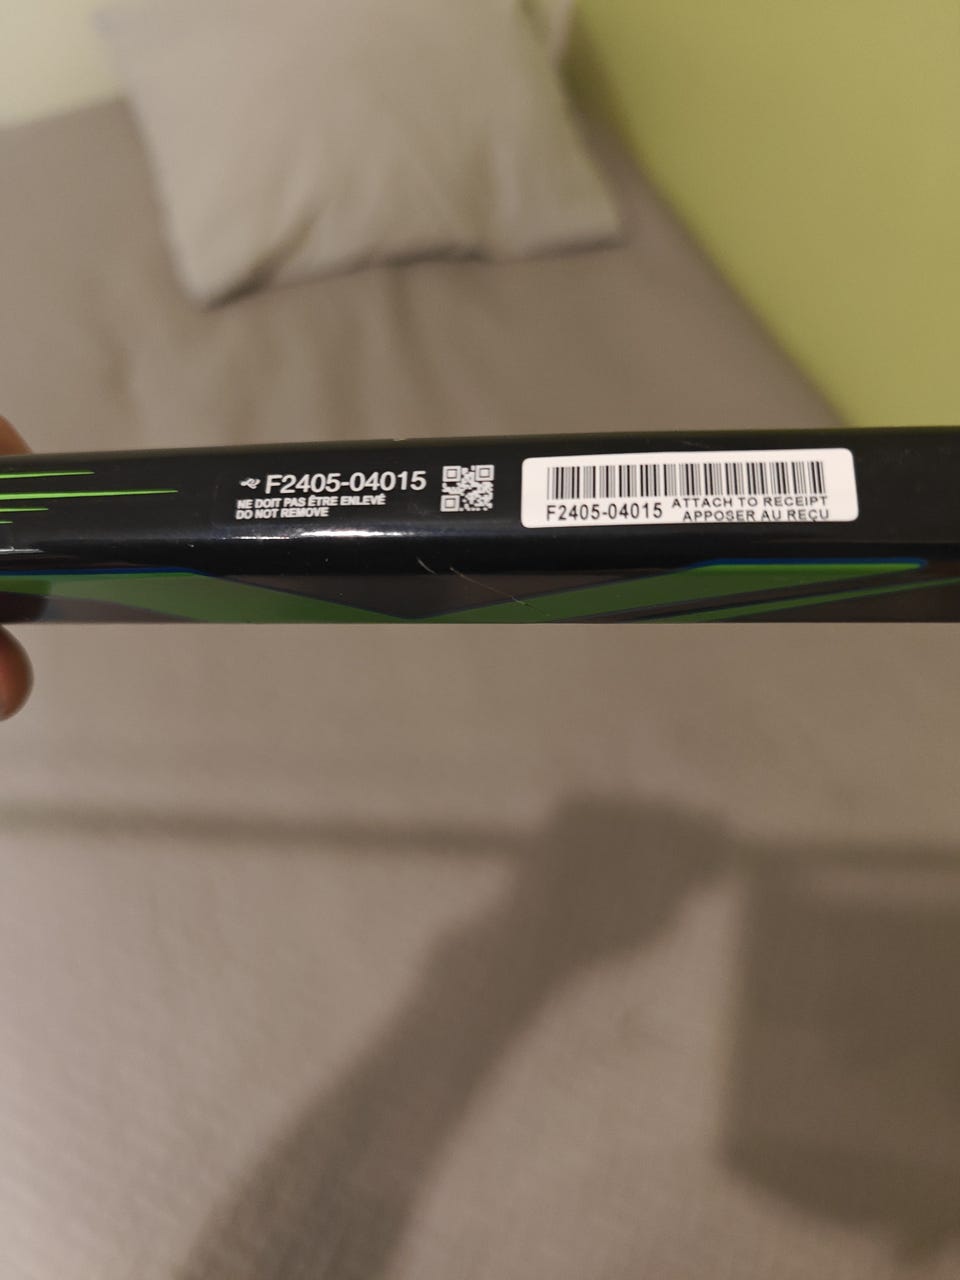 F2405-04015
NE DOIT PAS ÊTRE ENLEVÉ
DO NOT REMOVE
F2405-04015 ATTACH TO RECEIPT
APPOSER AU REÇU